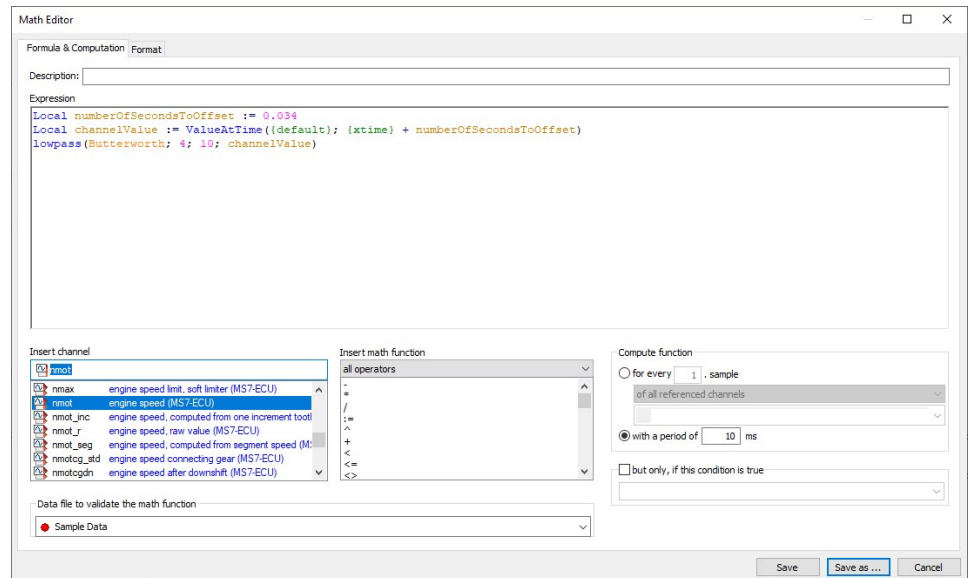 Math Editor
Formula & Computation Format
Description:
Expression
Local numberOfSecondsToOffset := 0.034
Local channelValue := ValueAtTime({default}; {xtime} + numberOfSecondsToOffset)
lowpass(Butterworth; 4; 10; channelValue)
Insert channel
nmot
nmax engine speed limit, soft limiter (MS7-ECU)
nmot engine speed (MS7-ECU)
nmot_inc engine speed, computed from one increment tootl
nmot_r engine speed, raw value (MS7-ECU)
nmot_seg engine speed, computed from segment speed (M:
nmotcg_std engine speed connecting gear (MS7-ECU)
nmotcgdn engine speed after downshift (MS7-ECU)
Insert math function
all operators
-
*
/
:=
^
+
<
<=
<>
Compute function
for every 1 . sample
of all referenced channels
with a period of 10 ms
but only, if this condition is true
Data file to validate the math function
Sample Data
Save Save as ... Cancel